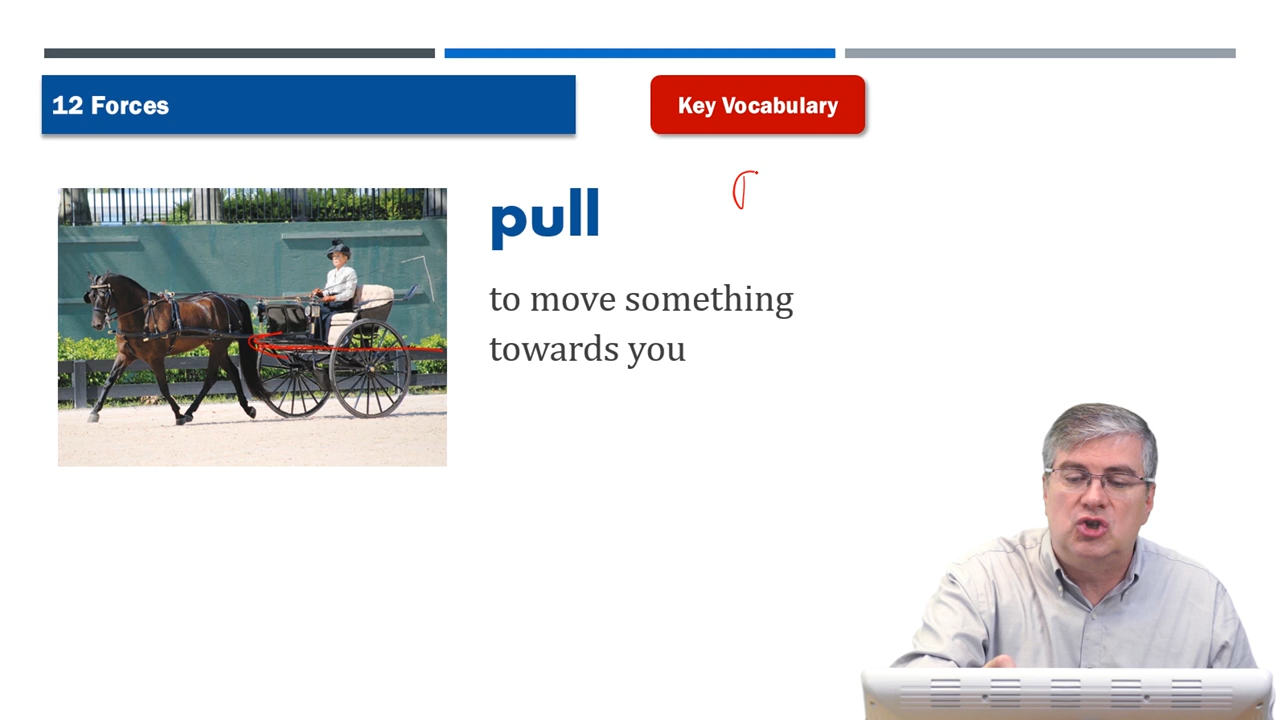 12 Forces
Key Vocabulary
pull
to move something
towards you